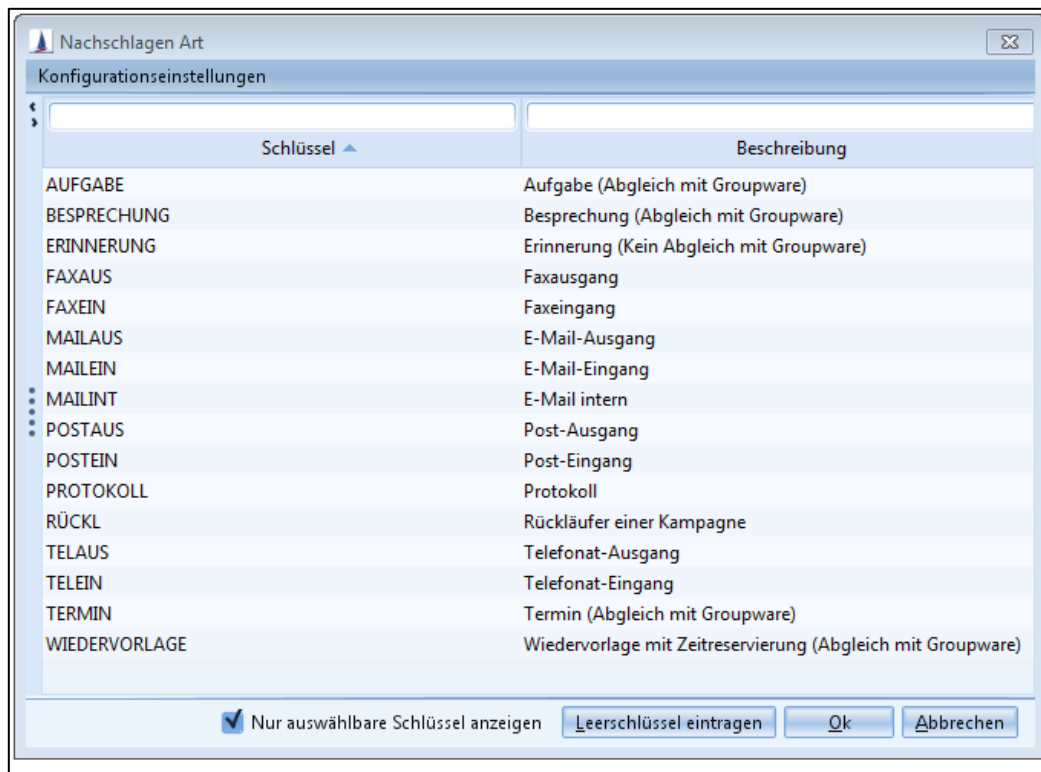 Nachschlagen Art
Konfigurationseinstellungen
Schlüssel Beschreibung
AUFGABE Aufgabe (Abgleich mit Groupware)
BESPRECHUNG Besprechung (Abgleich mit Groupware)
ERINNERUNG Erinnerung (Kein Abgleich mit Groupware)
FAXAUS Faxausgang
FAXEIN Faxeingang
MAILAUS E-Mail-Ausgang
MAILEIN E-Mail-Eingang
MAILINT E-Mail intern
POSTAUS Post-Ausgang
POSTEIN Post-Eingang
PROTOKOLL Protokoll
RÜCKL Rückläufer einer Kampagne
TELAUS Telefonat-Ausgang
TELEIN Telefonat-Eingang
TERMIN Termin (Abgleich mit Groupware)
WIEDERVORLAGE Wiedervorlage mit Zeitreservierung (Abgleich mit Groupware)
Nur auswählbare Schlüssel anzeigen Leerschlüssel eintragen Ok Abbrechen